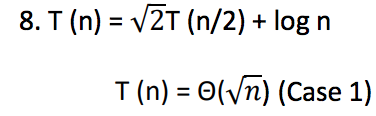 8. T (n) = √2T (n/2) + log n
T (n) = Θ(√n) (Case 1)